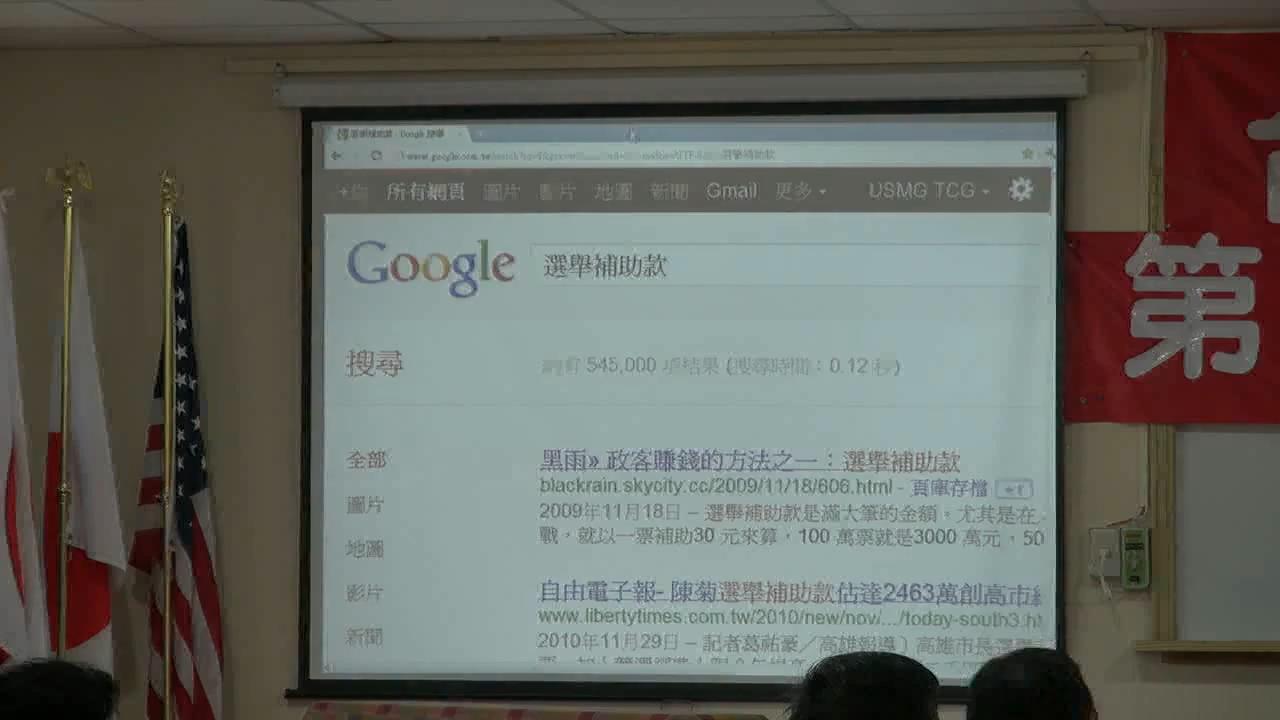 所有網頁 圖片 影片 地圖 新聞 Gmail 更多 USMG TCG
Google 選舉補助款
搜尋 545,000 項結果 (搜尋時間：0.12 秒)
全部
圖片
地圖
影片
新聞
黑雨» 政客賺錢的方法之一：選舉補助款
blackrain.skycity.cc/2009/11/18/606.html - 頁庫存檔
2009年11月18日 – 選舉補助款是滿大筆的金額，尤其是在
戰，就以一票補助30 元來算，100 萬票就是3000 萬元，50
自由電子報- 陳菊選舉補助款估達2463萬創高市
www.libertytimes.com.tw/2010/new/nov/.../today-south3.h
2010年11月29日 – 記者葛祐豪／高雄報導〕高雄市長選
第